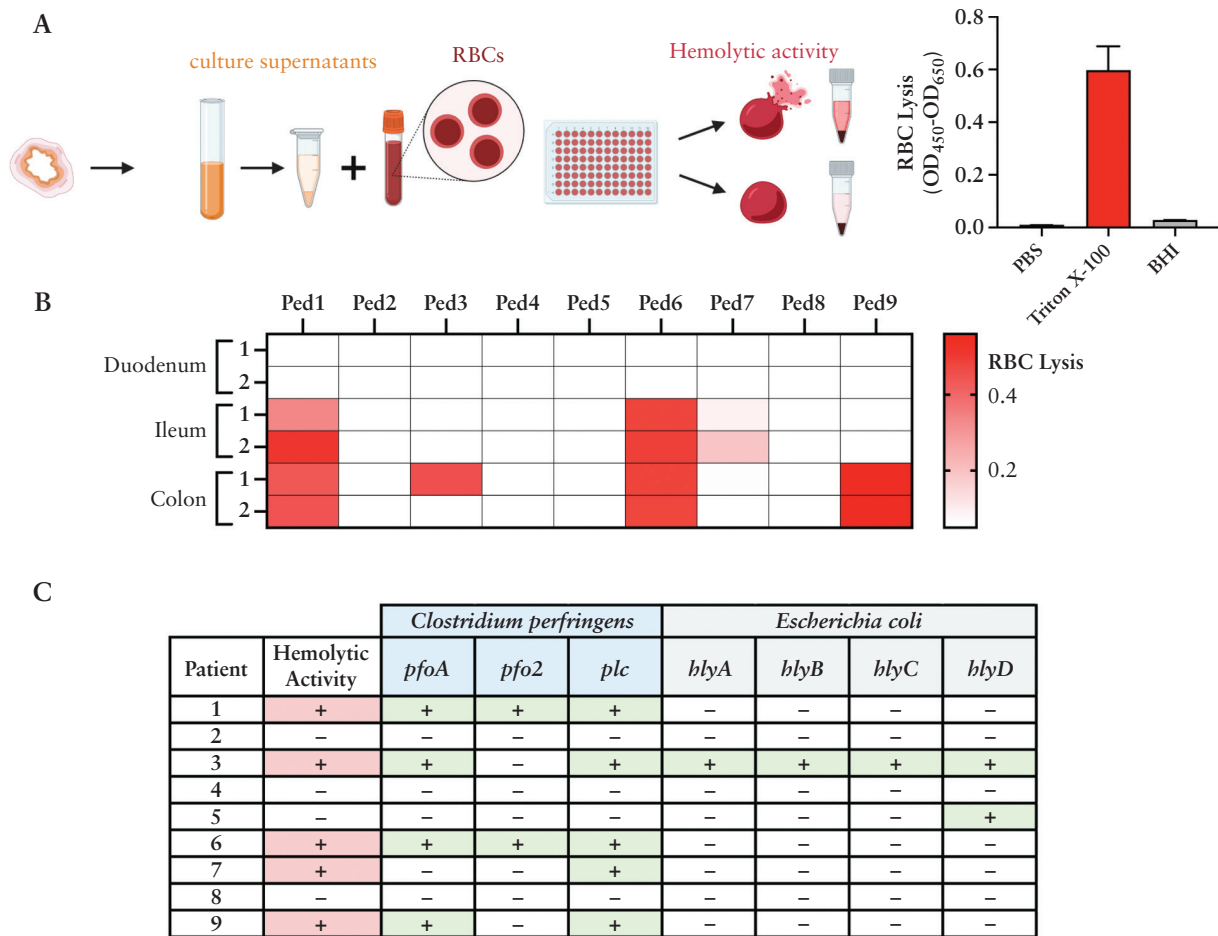 A
culture supernatants
RBCs
Hemolytic activity
RBC Lysis
(OD450-OD650)
0.8
0.6
0.4
0.2
0.0
PBS
Triton X-100
BHI
B
Ped1 Ped2 Ped3 Ped4 Ped5 Ped6 Ped7 Ped8 Ped9
Duodenum
1
2
Ileum
1
2
Colon
1
2
RBC Lysis
0.4
0.2
C
Clostridium perfringens Escherichia coli
Patient Hemolytic Activity pfoA pfo2 plc hlyA hlyB hlyC hlyD
1 + + + + – – – –
2 – – – – – – – –
3 + + – + + + + +
4 – – – – – – – –
5 – – – – – – – +
6 + + + + – – – –
7 + – – + – – – –
8 – – – – – – – –
9 + + – + – – – –